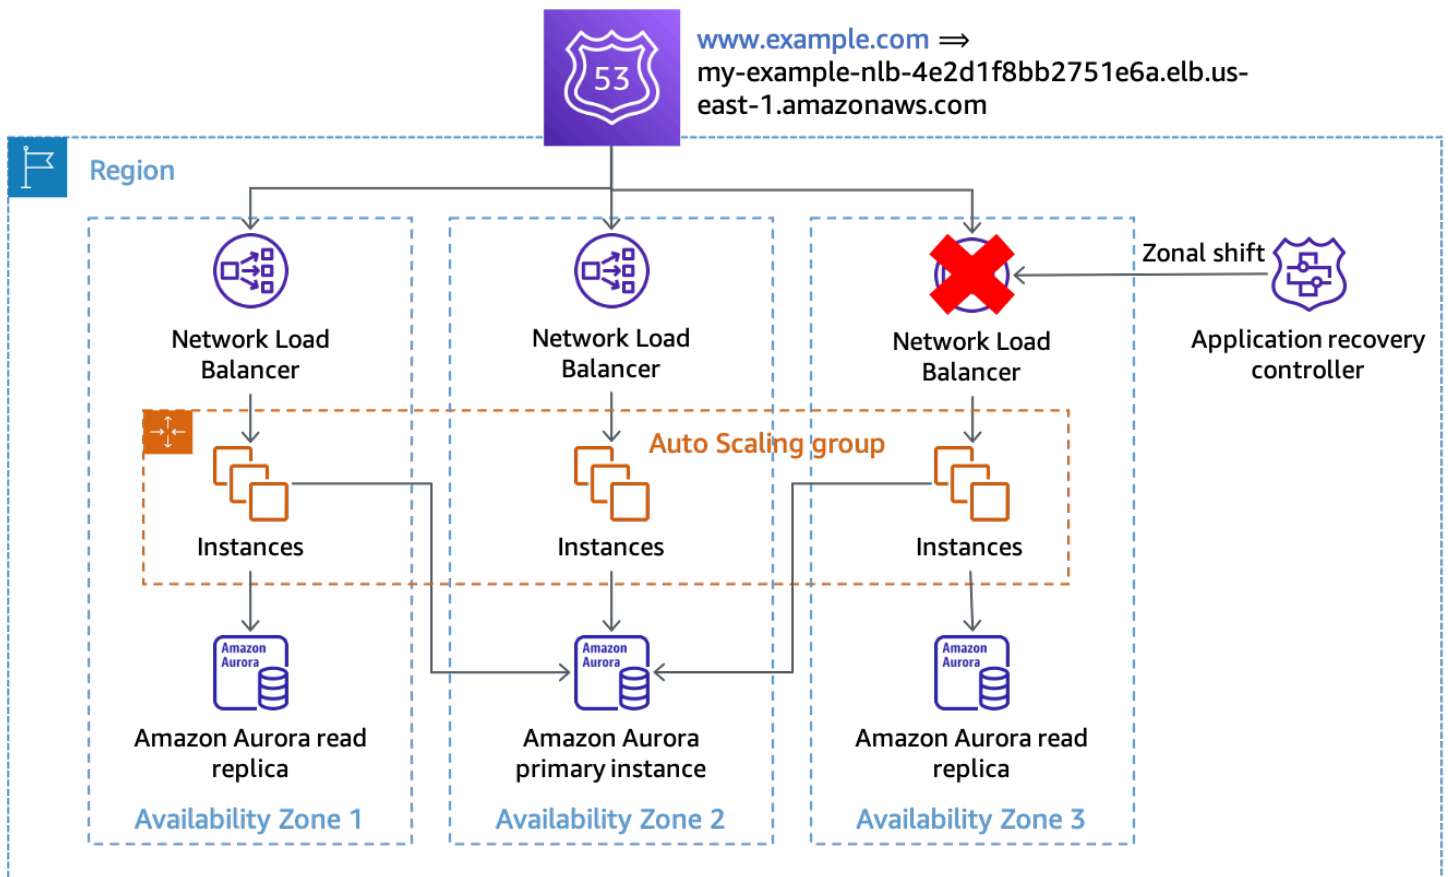 53
www.example.com ⟹
my-example-nlb-4e2d1f8bb2751e6a.elb.us-
east-1.amazonaws.com
Region
Zonal shift
Network Load
Balancer
Network Load
Balancer
Network Load
Balancer
Application recovery
controller
Auto Scaling group
Instances
Instances
Instances
Amazon
Aurora
Amazon
Aurora
Amazon
Aurora
Amazon Aurora read
replica
Amazon Aurora
primary instance
Amazon Aurora read
replica
Availability Zone 1
Availability Zone 2
Availability Zone 3